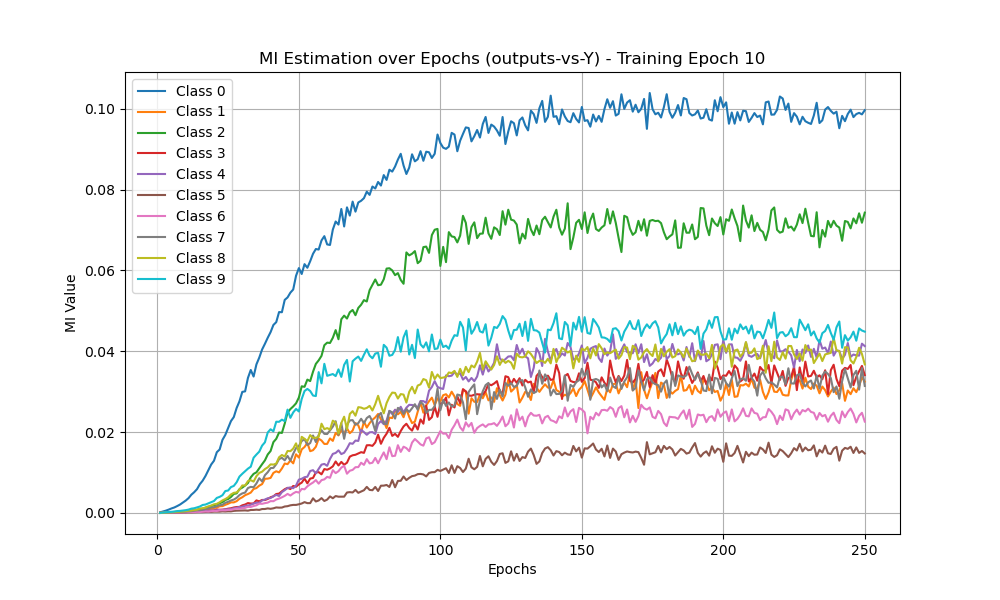 MI Estimation over Epochs (outputs-vs-Y) - Training Epoch 10
Class 0
Class 1
Class 2
Class 3
Class 4
Class 5
Class 6
Class 7
Class 8
Class 9
MI Value
0.10
0.08
0.06
0.04
0.02
0.00
0 50 100 150 200 250
Epochs